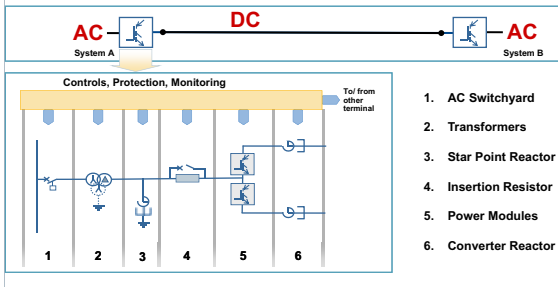 AC
DC
AC
System A
System B
Controls, Protection, Monitoring
To/ from
other
terminal
1 2 3 4 5 6
1. AC Switchyard
2. Transformers
3. Star Point Reactor
4. Insertion Resistor
5. Power Modules
6. Converter Reactor